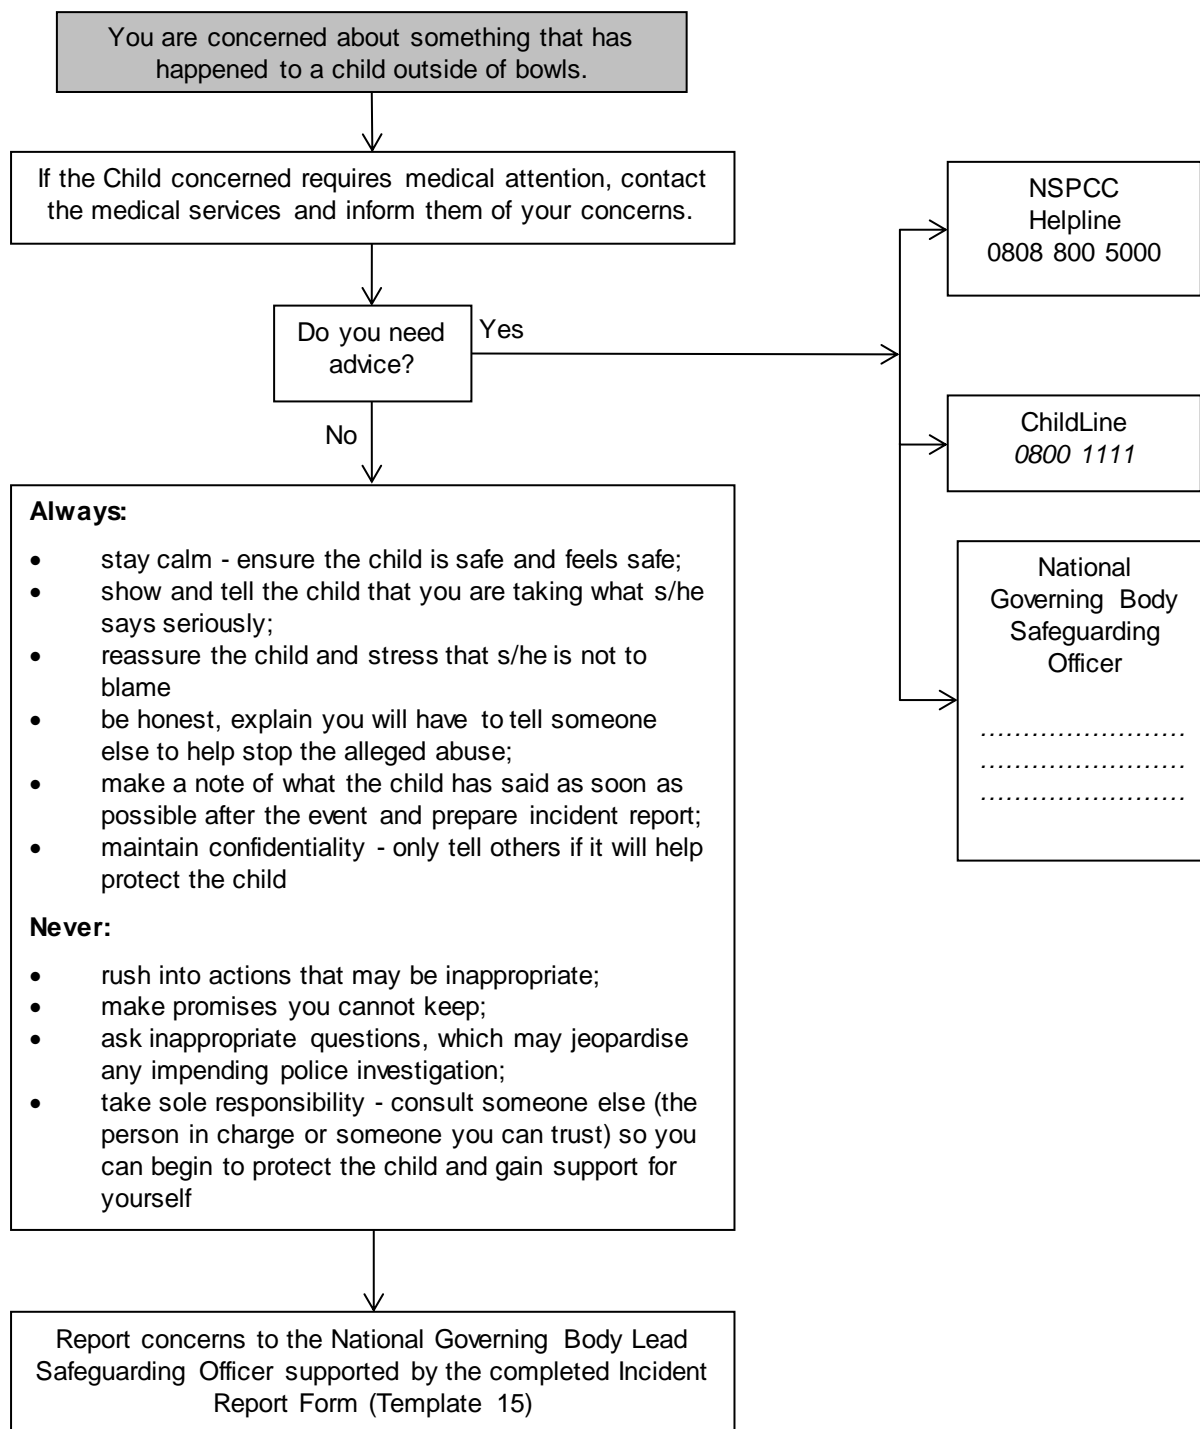 You are concerned about something that has
happened to a child outside of bowls.
If the Child concerned requires medical attention, contact
the medical services and inform them of your concerns.
Do you need
advice?
Yes
No
NSPCC
Helpline
0808 800 5000
ChildLine
0800 1111
National
Governing Body
Safeguarding
Officer
........................
........................
........................
Always:
• stay calm - ensure the child is safe and feels safe;
• show and tell the child that you are taking what s/he
says seriously;
• reassure the child and stress that s/he is not to
blame
• be honest, explain you will have to tell someone
else to help stop the alleged abuse;
• make a note of what the child has said as soon as
possible after the event and prepare incident report;
• maintain confidentiality - only tell others if it will help
protect the child
Never:
• rush into actions that may be inappropriate;
• make promises you cannot keep;
• ask inappropriate questions, which may jeopardise
any impending police investigation;
• take sole responsibility - consult someone else (the
person in charge or someone you can trust) so you
can begin to protect the child and gain support for
yourself
Report concerns to the National Governing Body Lead
Safeguarding Officer supported by the completed Incident
Report Form (Template 15)